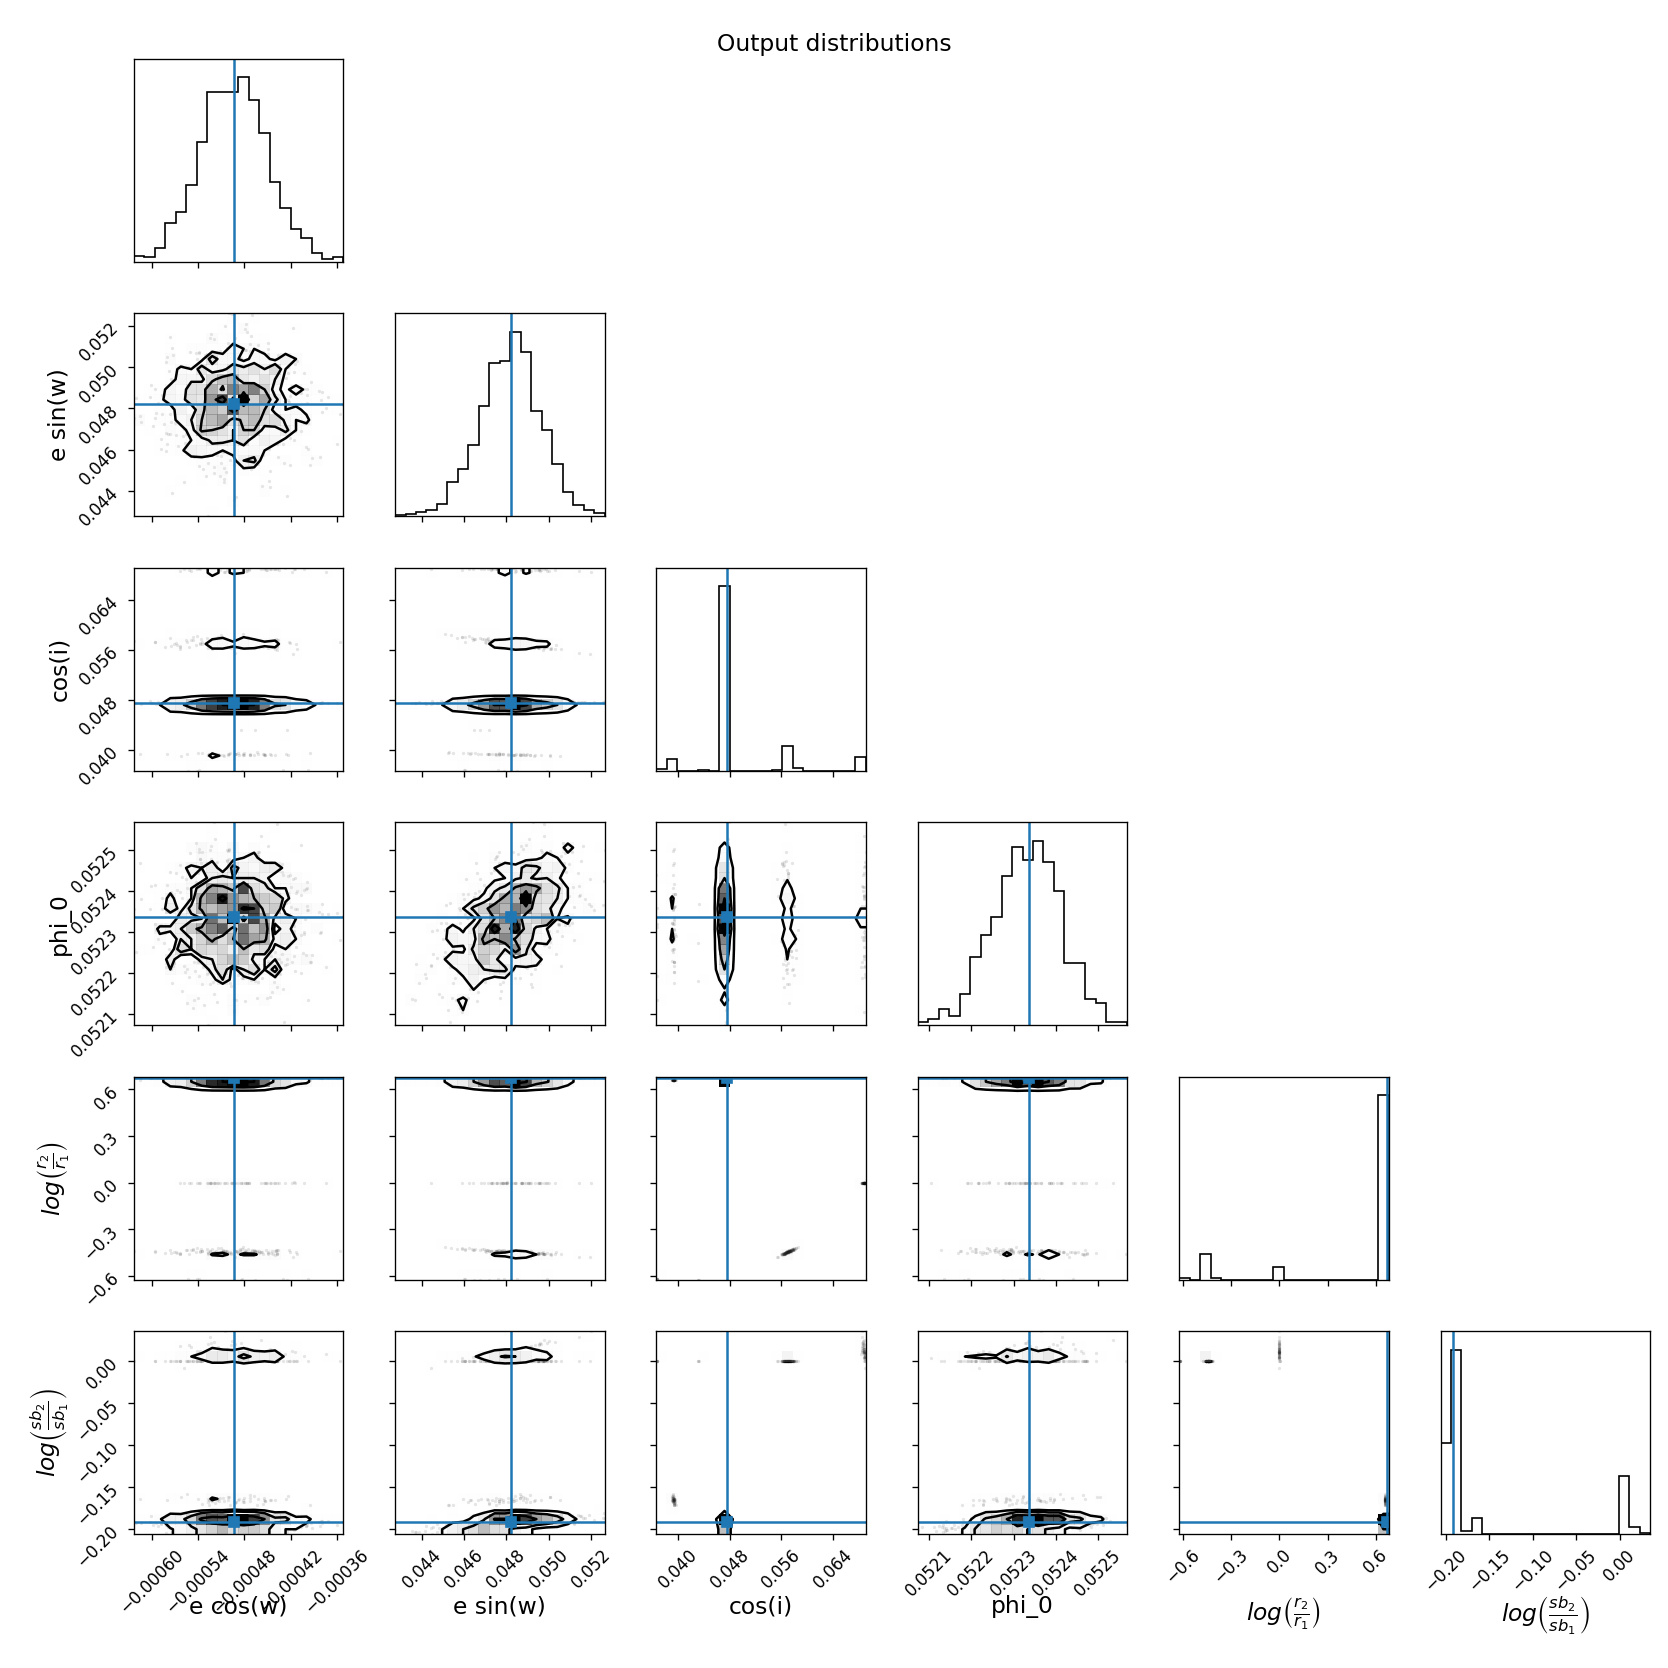 Output distributions
e sin(w)
0.052
0.050
0.048
0.046
0.044
cos(i)
0.064
0.056
0.048
0.040
phi_0
0.0525
0.0524
0.0523
0.0522
0.0521
log(r2/r1)
0.6
0.3
0.0
−0.3
−0.6
log(sb2/sb1)
0.00
−0.05
−0.10
−0.15
−0.20
−0.00060 −0.00054 −0.00048 −0.00042 −0.00036
0.044 0.046 0.048 0.050 0.052
0.040 0.048 0.056 0.064
0.0521 0.0522 0.0523 0.0524 0.0525
−0.6 −0.3 0.0 0.3 0.6
−0.20 −0.15 −0.10 −0.05 0.00
e cos(w)
e sin(w)
cos(i)
phi_0
log(r2/r1)
log(sb2/sb1)